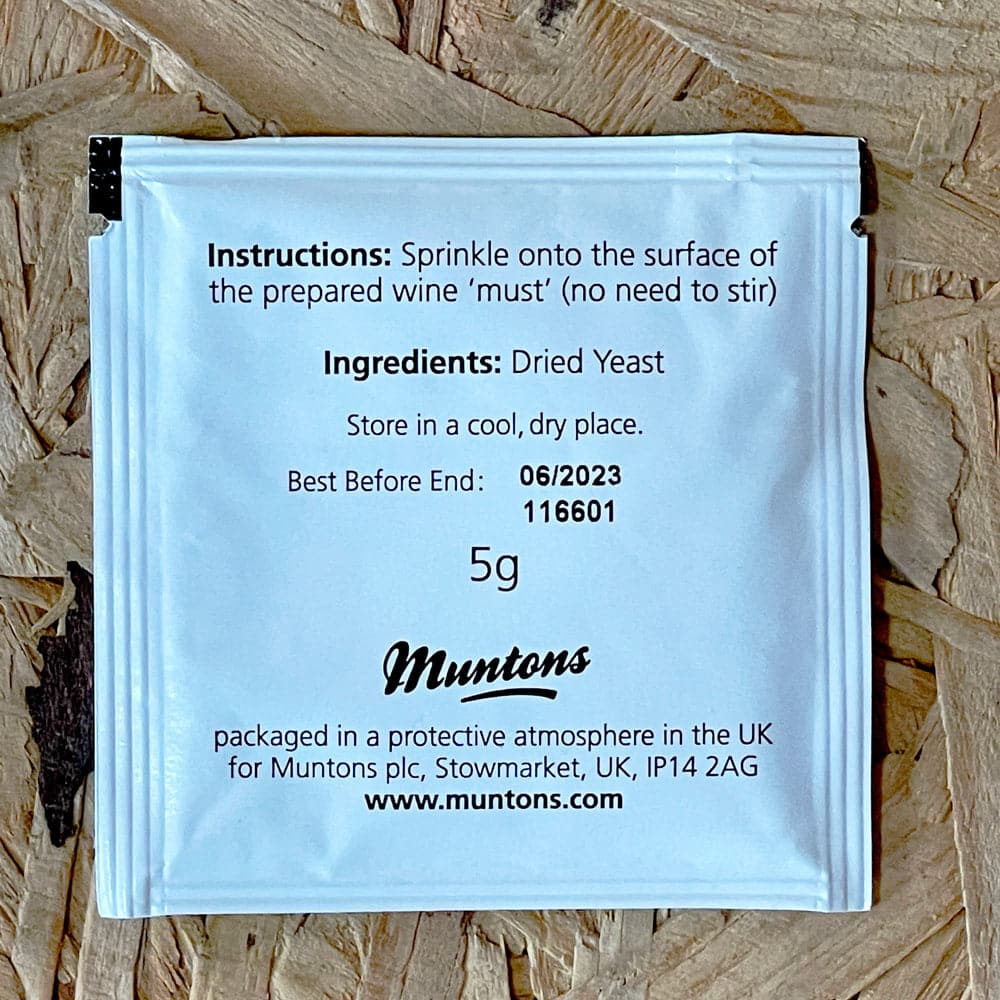 Instructions: Sprinkle onto the surface of
the prepared wine ‘must’ (no need to stir)
Ingredients: Dried Yeast
Store in a cool, dry place.
Best Before End: 06/2023
116601
5g
Muntons
packaged in a protective atmosphere in the UK
for Muntons plc, Stowmarket, UK, IP14 2AG
www.muntons.com